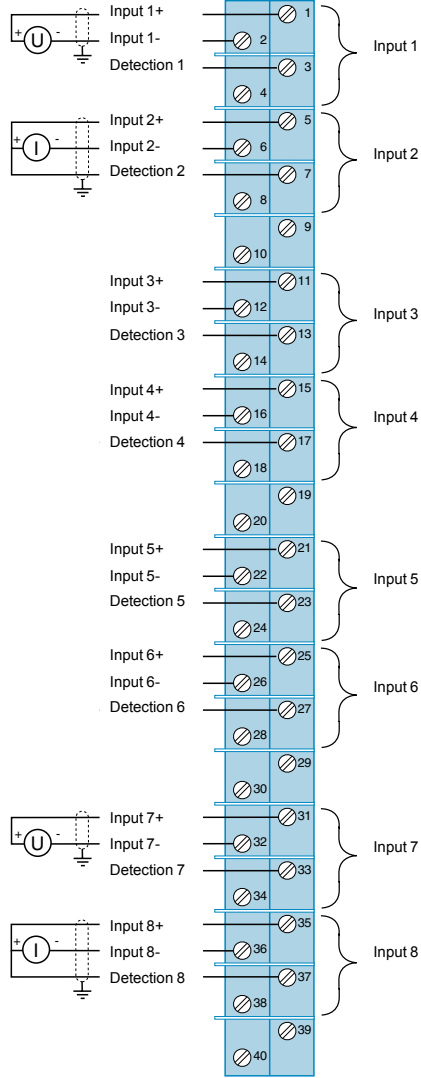 Input 1+ 1
+ U - Input 1- 2 Input 1
Detection 1 3
4
Input 2+ 5
+ I - Input 2- 6 Input 2
Detection 2 7
8
9
10
Input 3+ 11
Input 3- 12 Input 3
Detection 3 13
14
Input 4+ 15
Input 4- 16 Input 4
Detection 4 17
18
19
20
Input 5+ 21
Input 5- 22 Input 5
Detection 5 23
24
Input 6+ 25
Input 6- 26 Input 6
Detection 6 27
28
29
30
Input 7+ 31
+ U - Input 7- 32 Input 7
Detection 7 33
34
Input 8+ 35
+ I - Input 8- 36 Input 8
Detection 8 37
38
39
40